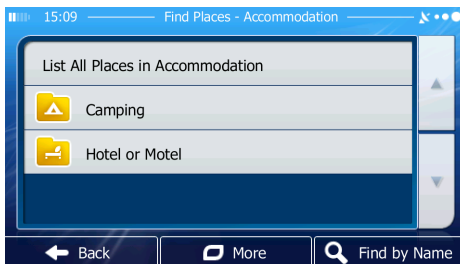 15:09 Find Places - Accommodation
List All Places in Accommodation
Camping
Hotel or Motel
Back More Find by Name